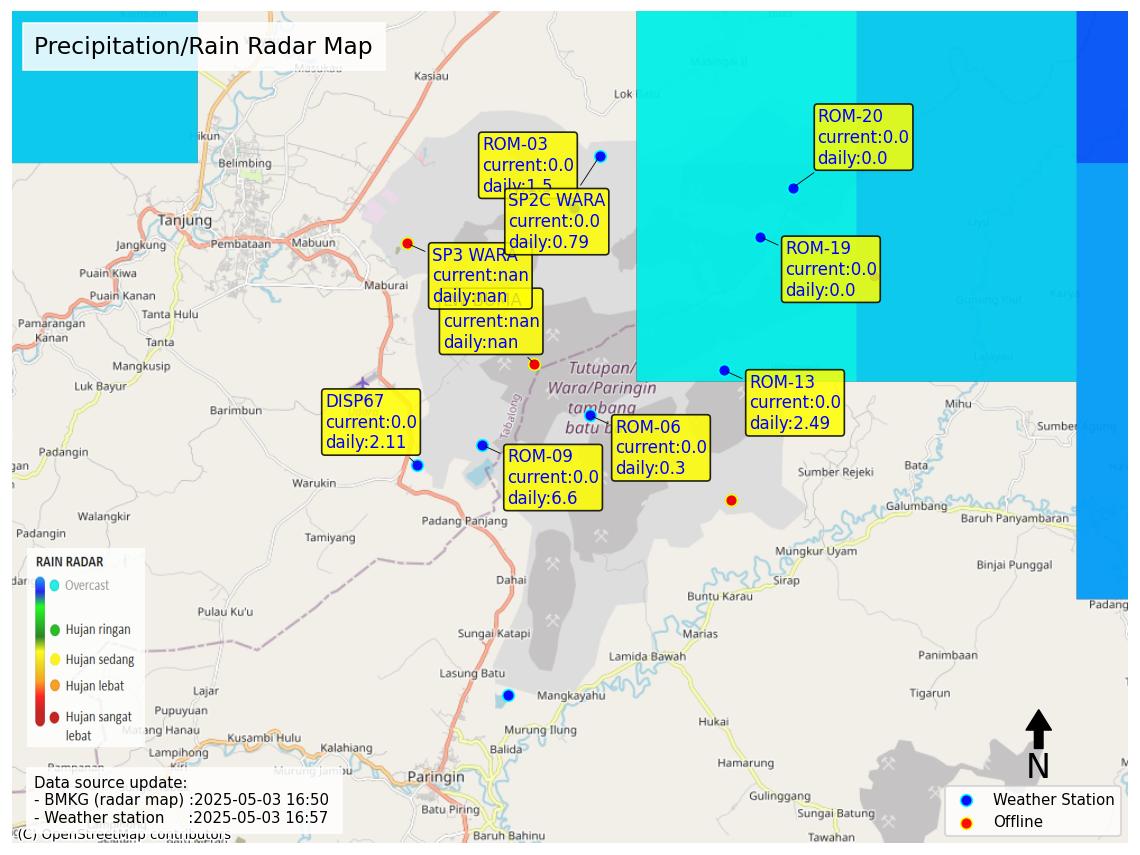 Precipitation/Rain Radar Map
Kasiau
Hikun
Belimbing
Tanjung
Jangkung
Pembataan
Mabuun
Maburai
Puain Kiwa
Puain Kanan
Tanta Hulu
Pamarangan
Kanan
Tanta
Mangkusip
Luk Bayur
Barimbun
Padangin
Warukin
Walangkir
Padangin
Tamiyang
Padang Panjang
ROM-03
current:0.0
daily:1.5
SP2C WARA
current:0.0
daily:0.79
SP3 WARA
current:nan
daily:nan
current:nan
daily:nan
ROM-20
current:0.0
daily:0.0
ROM-19
current:0.0
daily:0.0
ROM-13
current:0.0
daily:2.49
Tutupan/
Wara/Paringin
tambang
batu
Tabalong
DISP67
current:0.0
daily:2.11
ROM-06
current:0.0
daily:0.3
ROM-09
current:0.0
daily:6.6
Mihu
Sumber Rejeki
Bata
Galumbang
Baruh Panyambaran
Mungkur Uyam
Binjai Punggal
Sirap
Buntu Karau
Dahai
Pulau Ku'u
Sungai Katapi
Marias
Lamida Bawah
Panimbaan
Lasung Batu
Tigarun
Lajar
Mangkayahu
Pupuyuan
Hukai
Murung Ilung
Kusambi Hulu
Kalahiang
Balida
Lampihong
Hamarung
Paringin
Gulinggang
Batu Piring
Sungai Batung
Baruh Bahinu
Tawahan
RAIN RADAR
Overcast
Hujan ringan
Hujan sedang
Hujan lebat
Hujan sangat
lebat
Data source update:
- BMKG (radar map) :2025-05-03 16:50
- Weather station :2025-05-03 16:57
(C) OpenStreetMap contributors
N
Weather Station
Offline